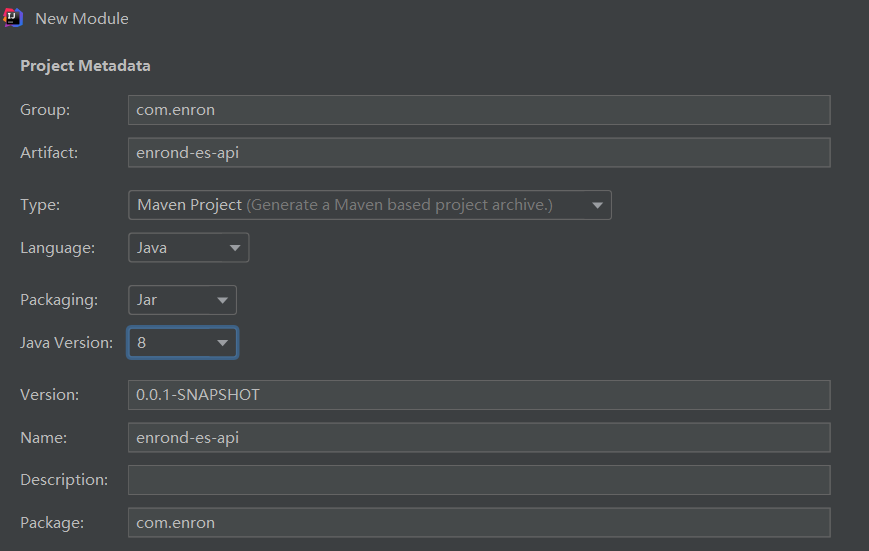 New Module
Project Metadata
Group: com.enron
Artifact: enrond-es-api
Type: Maven Project (Generate a Maven based project archive.)
Language: Java
Packaging: Jar
Java Version: 8
Version: 0.0.1-SNAPSHOT
Name: enrond-es-api
Description:
Package: com.enron